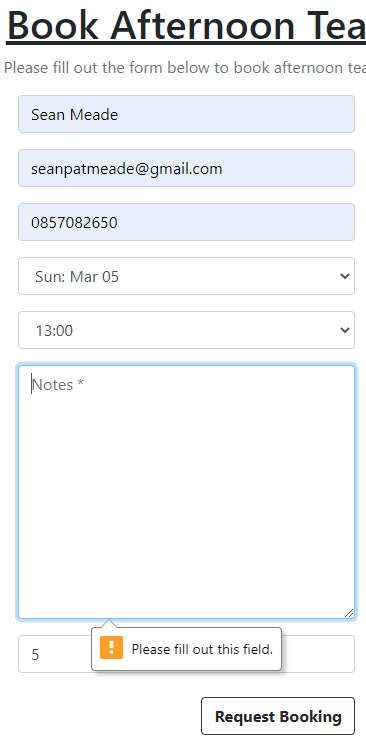 Book Afternoon Tea
Please fill out the form below to book afternoon tea
Sean Meade
seanpatmeade@gmail.com
0857082650
Sun: Mar 05
13:00
Notes *
Please fill out this field.
5
Request Booking